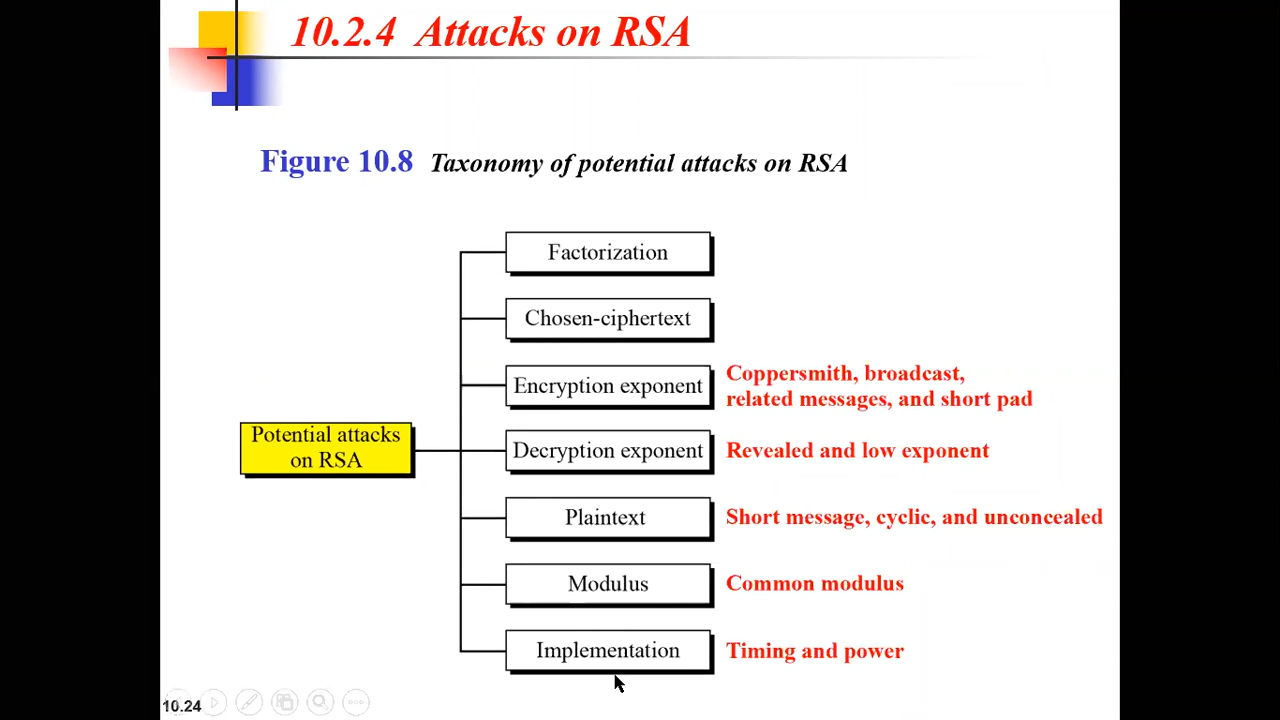 10.2.4 Attacks on RSA
Figure 10.8 Taxonomy of potential attacks on RSA
Factorization
Chosen-ciphertext
Encryption exponent
Coppersmith, broadcast,
related messages, and short pad
Potential attacks
on RSA
Decryption exponent
Revealed and low exponent
Plaintext
Short message, cyclic, and unconcealed
Modulus
Common modulus
Implementation
Timing and power
10.24